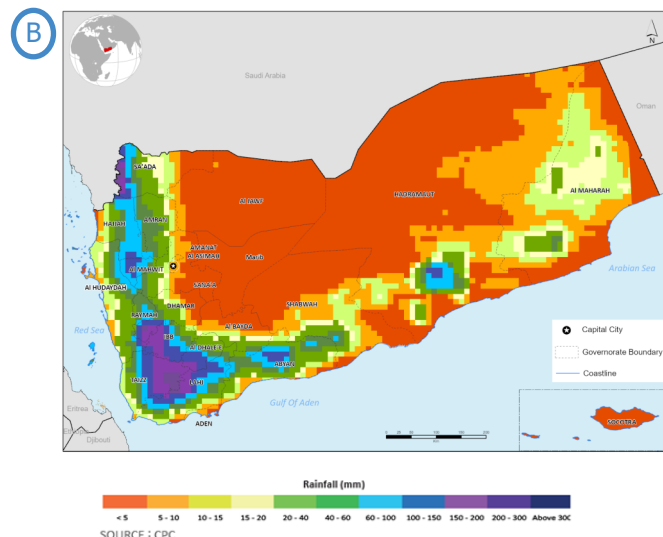 B
N
Saudi Arabia
Oman
SA'ADA
Al JAWF
HADRAMAUT
Al MAHARAH
HAJJAH
AMRAN
AMANAT
ALASIMAH
Marib
Al MAHWIT
Arabian Sea
SANA'A
Al HUDAYDAH
DHAMAR
SHABWAH
RAYMAH
Al BAYDA
Red Sea
IBB
Al DHALE'E
ABYAN
TAIZZ
LAHJ
Capital City
Governorate Boundary
Coastline
Gulf Of Aden
Eritrea
ADEN
Djibouti
SOCOTRA
Rainfall (mm)
< 5 5 - 10 10 - 15 15 - 20 20 - 40 40 - 60 60 - 100 100 - 150 150 - 200 200 - 300 Above 300
SOURCE : CPC